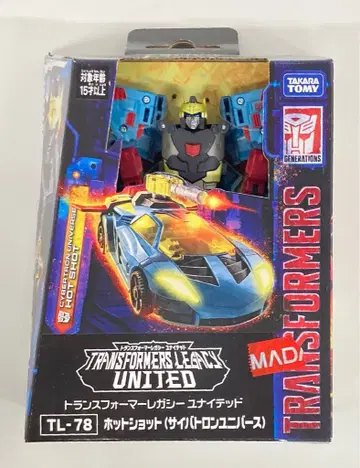 対象年齢
15才以上
TAKARA
TOMY
GENERATIONS
TRANSFORMERS
CYBERTRON UNIVERSE
HOT SHOT
トランスフォーマーレガシー ユナイテッド
TRANSFORMERS LEGACY
UNITED
MADA
トランスフォーマーレガシー ユナイテッド
TL-78
ホットショット(サイバトロンユニバース)